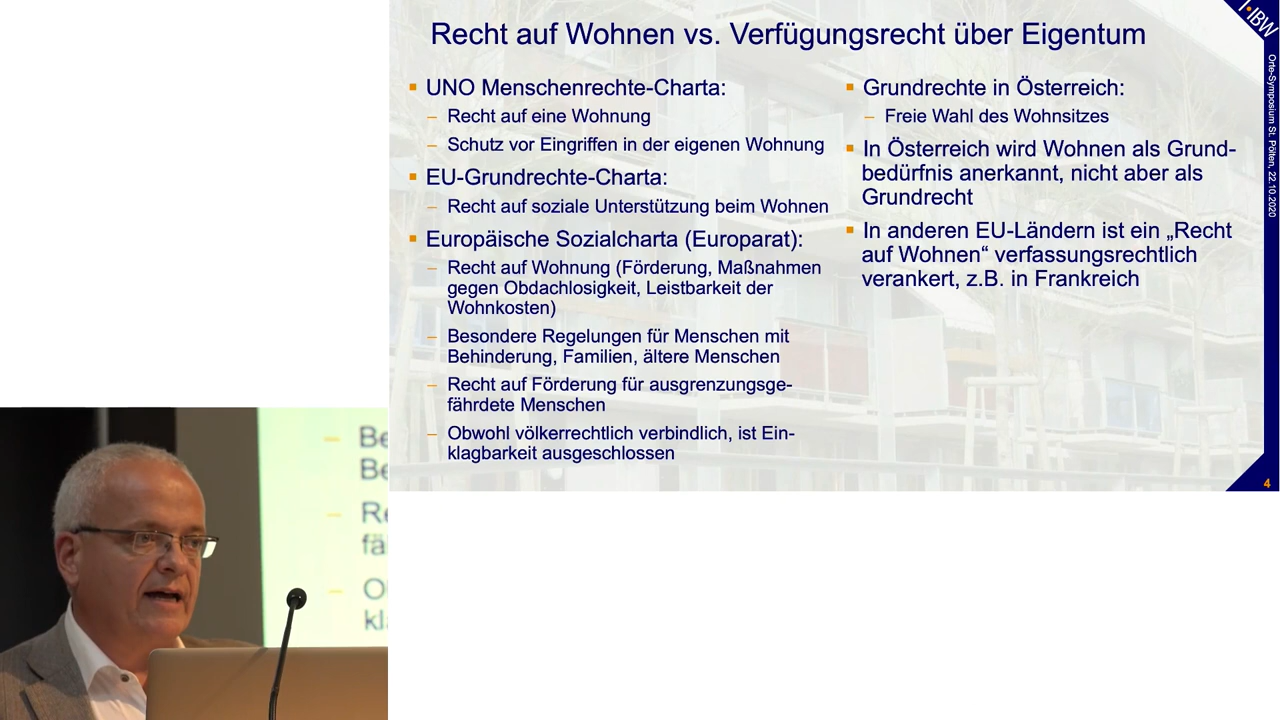 Recht auf Wohnen vs. Verfügungsrecht über Eigentum
UNO Menschenrechte-Charta:
– Recht auf eine Wohnung
– Schutz vor Eingriffen in der eigenen Wohnung
EU-Grundrechte-Charta:
– Recht auf soziale Unterstützung beim Wohnen
Europäische Sozialcharta (Europarat):
– Recht auf Wohnung (Förderung, Maßnahmen
gegen Obdachlosigkeit, Leistbarkeit der
Wohnkosten)
– Besondere Regelungen für Menschen mit
Behinderung, Familien, ältere Menschen
– Recht auf Förderung für ausgrenzungsge-
fährdete Menschen
– Obwohl völkerrechtlich verbindlich, ist Ein-
klagbarkeit ausgeschlossen
Grundrechte in Österreich:
– Freie Wahl des Wohnsitzes
In Österreich wird Wohnen als Grund-
bedürfnis anerkannt, nicht aber als
Grundrecht
In anderen EU-Ländern ist ein „Recht
auf Wohnen“ verfassungsrechtlich
verankert, z.B. in Frankreich
Orte-Symposium St. Pölten, 22.10.2020
4
– Be
Be
– Re
fä
kl